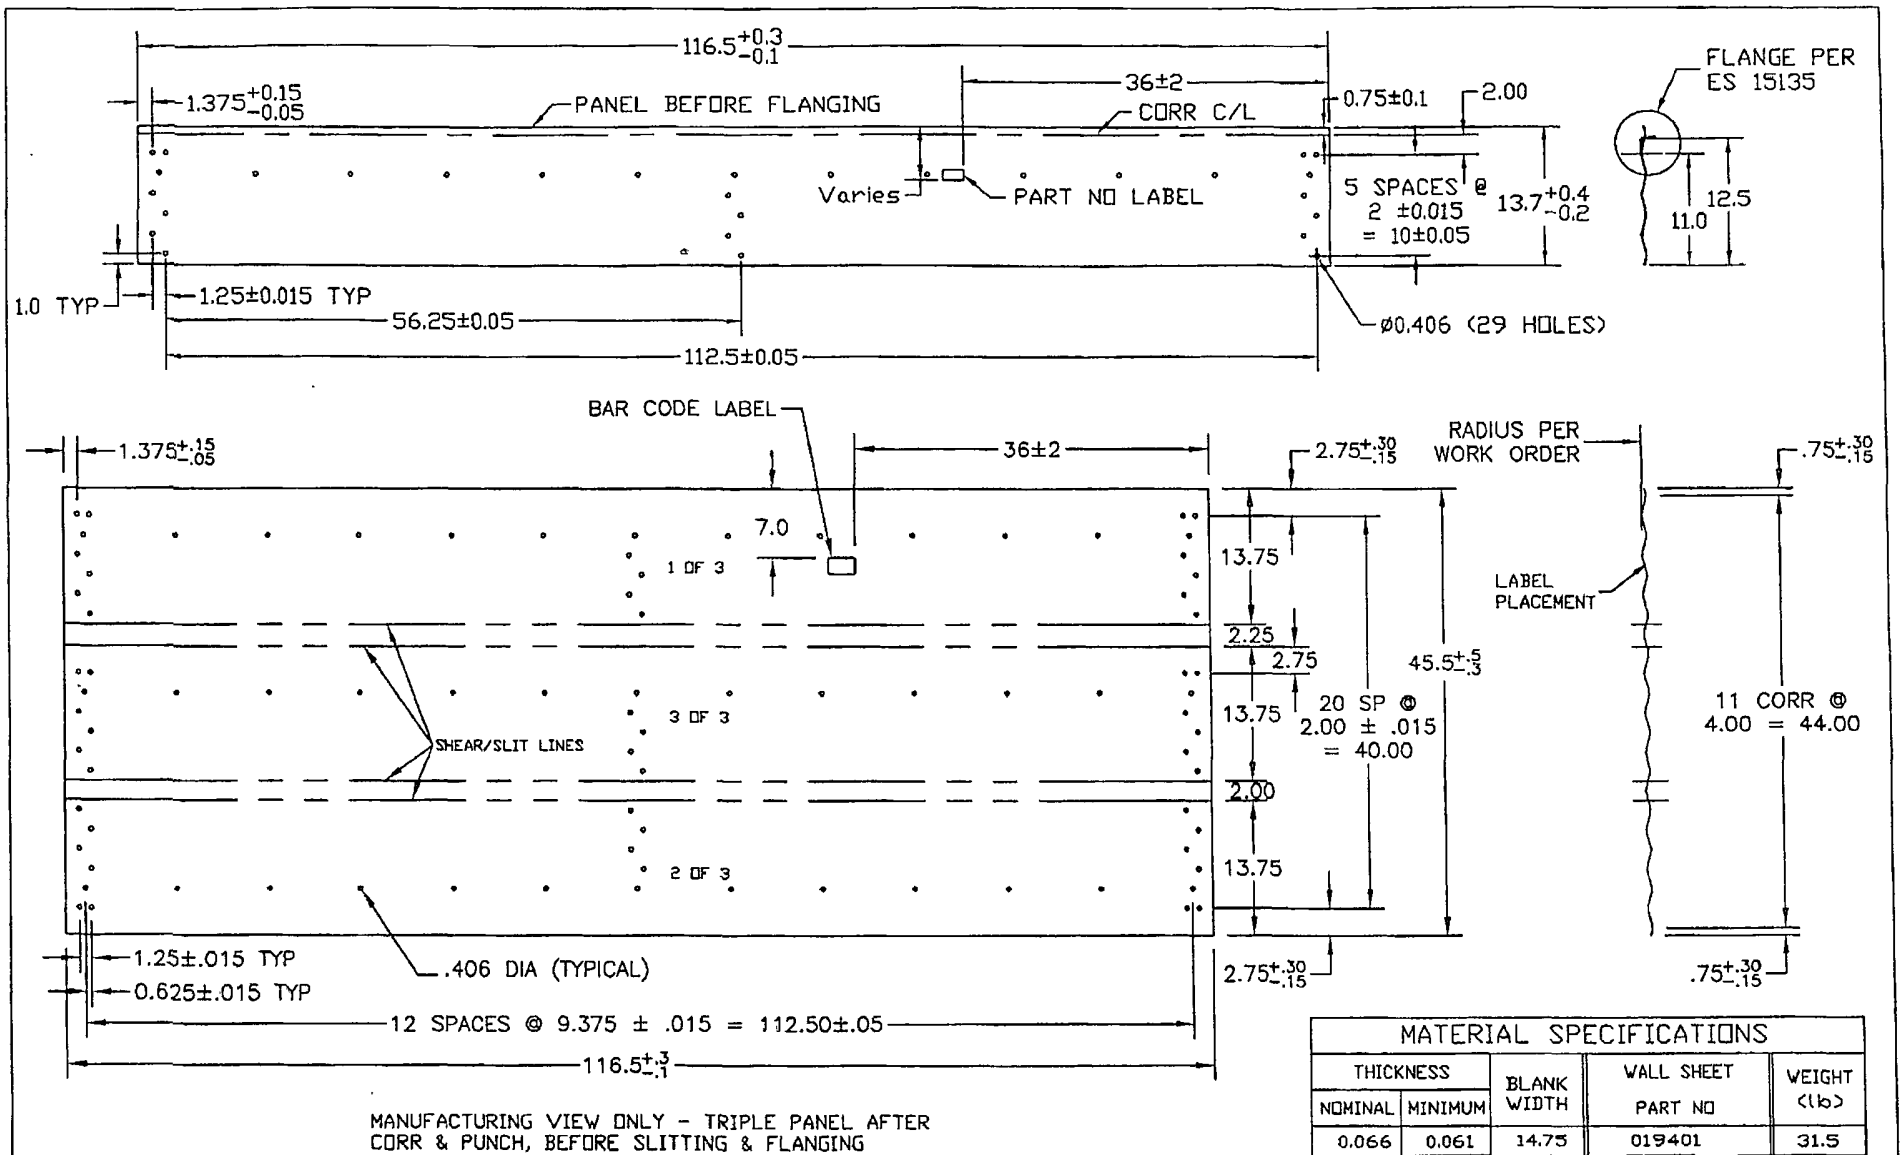 116.5+0.3 -0.1
36±2
FLANGE PER
ES 15135
1.375+0.15 -0.05
PANEL BEFORE FLANGING
CORR C/L
0.75±0.1
2.00
Varies
PART NO LABEL
5 SPACES @
2 ±0.015
= 10±0.05
13.7+0.4 -0.2
11.0
12.5
1.0 TYP
1.25±0.015 TYP
56.25±0.05
Ø0.406 (29 HOLES)
112.5±0.05
BAR CODE LABEL
1.375+.15 -.05
36±2
2.75+.30 -.15
RADIUS PER
WORK ORDER
.75+.30 -.15
7.0
1 OF 3
13.75
LABEL
PLACEMENT
2.25
2.75
45.5+.5 -.3
3 OF 3
13.75
20 SP @
2.00 ± .015
= 40.00
11 CORR @
4.00 = 44.00
SHEAR/SLIT LINES
2.00
13.75
2 OF 3
1.25±.015 TYP
.406 DIA (TYPICAL)
2.75+.30 -.15
.75+.30 -.15
0.625±.015 TYP
12 SPACES @ 9.375 ± .015 = 112.50±.05
116.5+.3 -.1
MANUFACTURING VIEW ONLY - TRIPLE PANEL AFTER
CORR & PUNCH, BEFORE SLITTING & FLANGING
MATERIAL SPECIFICATIONS
THICKNESS
BLANK WIDTH
WALL SHEET PART NO
WEIGHT (lb)
NOMINAL MINIMUM
0.066 0.061 14.75 019401 31.5